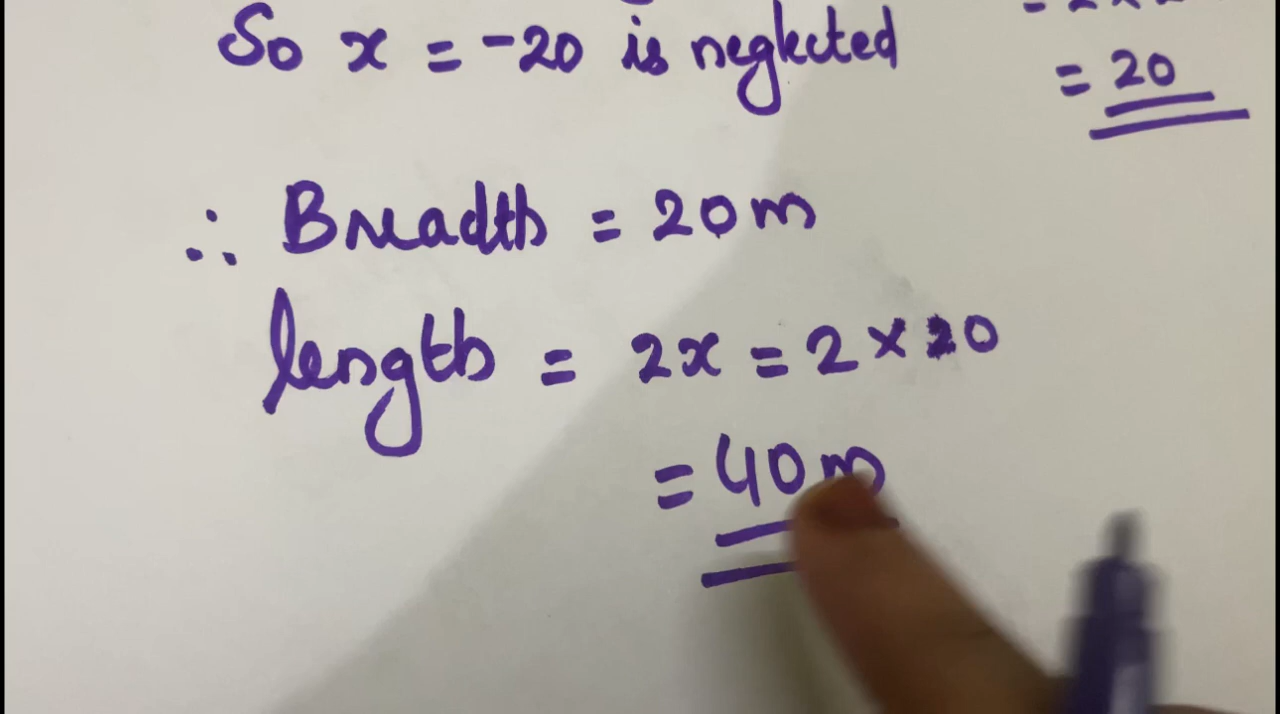 So x = -20 is neglected
= 20
∴ Breadth = 20m
length = 2x = 2 × 20
= 40m